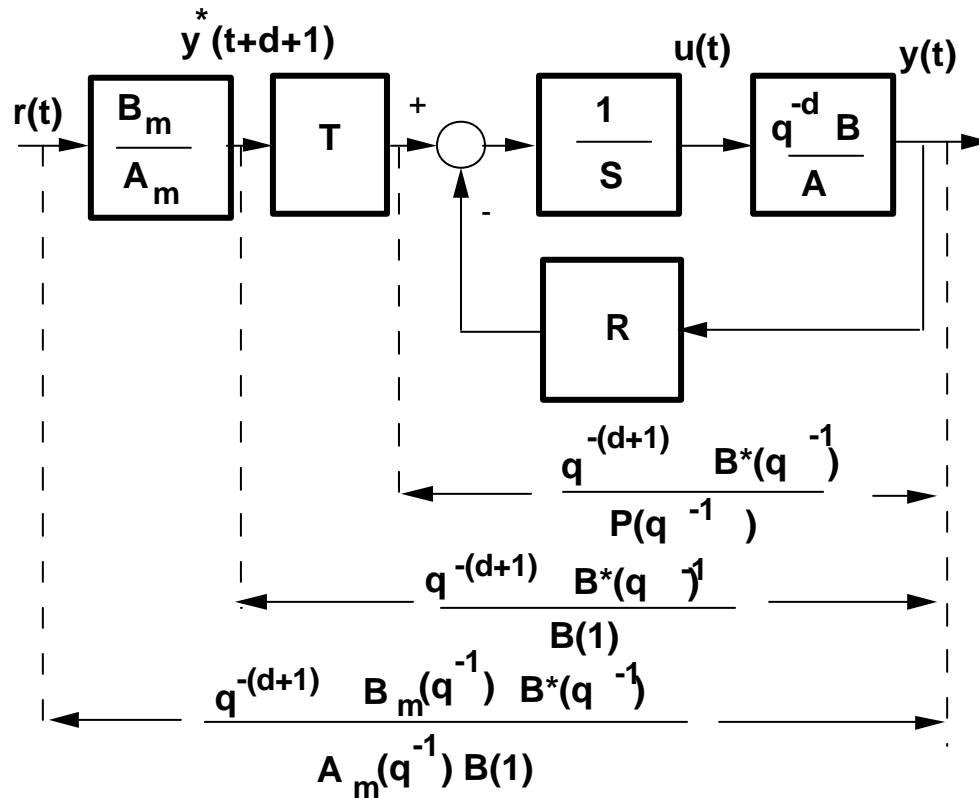 y*(t+d+1)
u(t)
y(t)
r(t)
B_m
A_m
T
+
-
1
S
q^-d B
A
R
q^-(d+1) B*(q^-1)
P(q^-1)
q^-(d+1) B*(q^-1)
B(1)
q^-(d+1) B_m(q^-1) B*(q^-1)
A_m(q^-1) B(1)